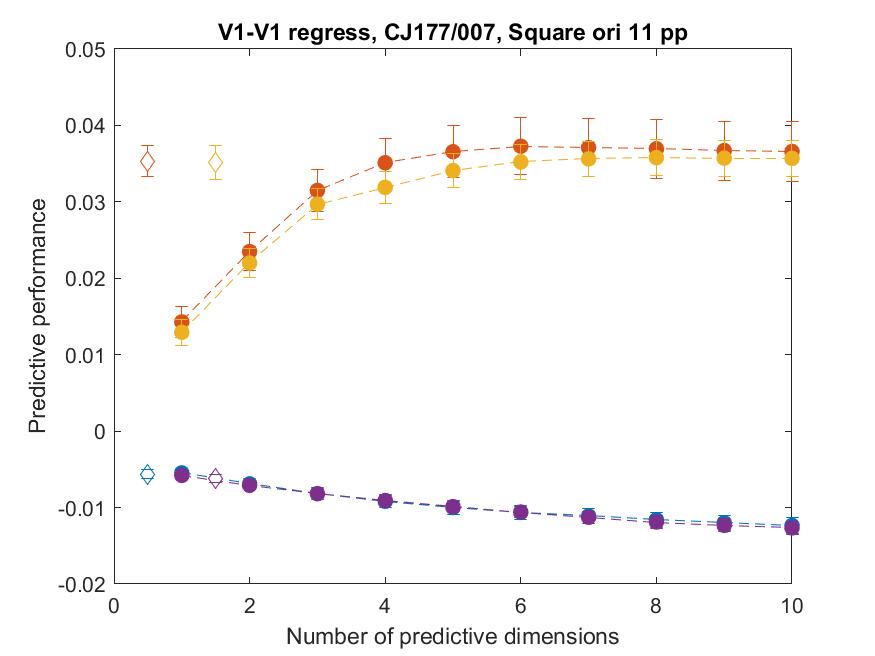 V1-V1 regress, CJ177/007, Square ori 11 pp
0.05
0.04
0.03
0.02
0.01
0
-0.01
-0.02
Predictive performance
0 2 4 6 8 10
Number of predictive dimensions